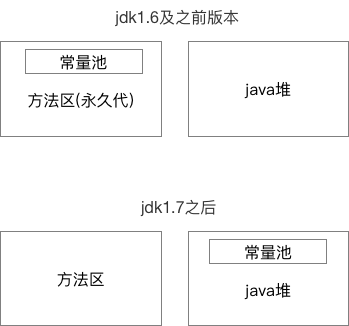 jdk1.6及之前版本
常量池
方法区(永久代)
java堆
jdk1.7之后
方法区
常量池
java堆